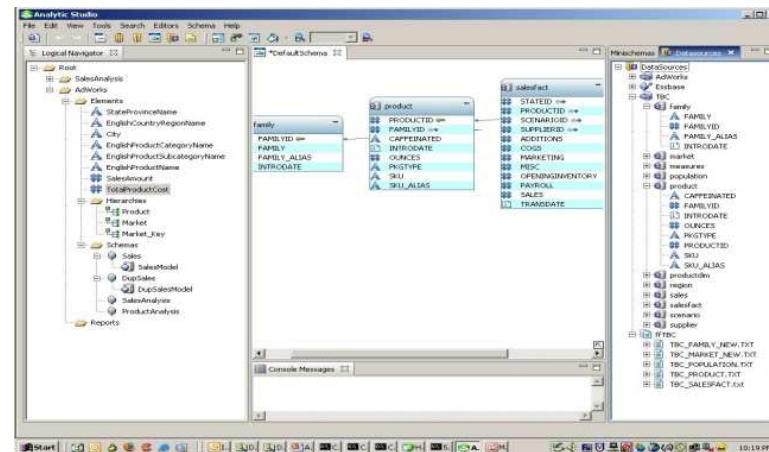 Analytic Studio
File Edit View Tools Search Editors Schema Help
Logical Navigator
Root
SalesAnalysis
AdWorks
Elements
StateProvinceName
EnglishCountryRegionName
City
EnglishProductCategoryName
EnglishProductSubcategoryName
EnglishProductName
SalesAmount
TotalProductCost
Hierarchies
Product
Market
Market_Key
Schemas
Sales
SalesModel
DupSales
DupSalesModel
SalesAnalysis
ProductAnalysis
Reports
*DefaultSchema
family
FAMILYID
FAMILY
FAMILY_ALIAS
INTRODATE
product
PRODUCTID
FAMILYID
CAFFEINATED
INTRODATE
OUNCES
PKGTYPE
SKU
SKU_ALIAS
salesfact
STATEID
PRODUCTID
SCENARIOID
SUPPLIERID
ADDITIONS
COGS
MARKETING
MISC
OPENINGINVENTORY
PAYROLL
SALES
TRANSDATE
Console Messages
Minischemas Datasources
DataSources
AdWorks
Essbase
TBC
family
FAMILY
FAMILYID
FAMILY_ALIAS
INTRODATE
market
measures
population
product
CAFFEINATED
FAMILYID
INTRODATE
OUNCES
PKGTYPE
PRODUCTID
SKU
SKU_ALIAS
productdim
region
sales
salesfact
scenario
supplier
ffTBC
TBC_FAMILY_NEW.TXT
TBC_MARKET_NEW.TXT
TBC_POPULATION.TXT
TBC_PRODUCT.TXT
TBC_SALESFACT.txt
Start
10:19 PM